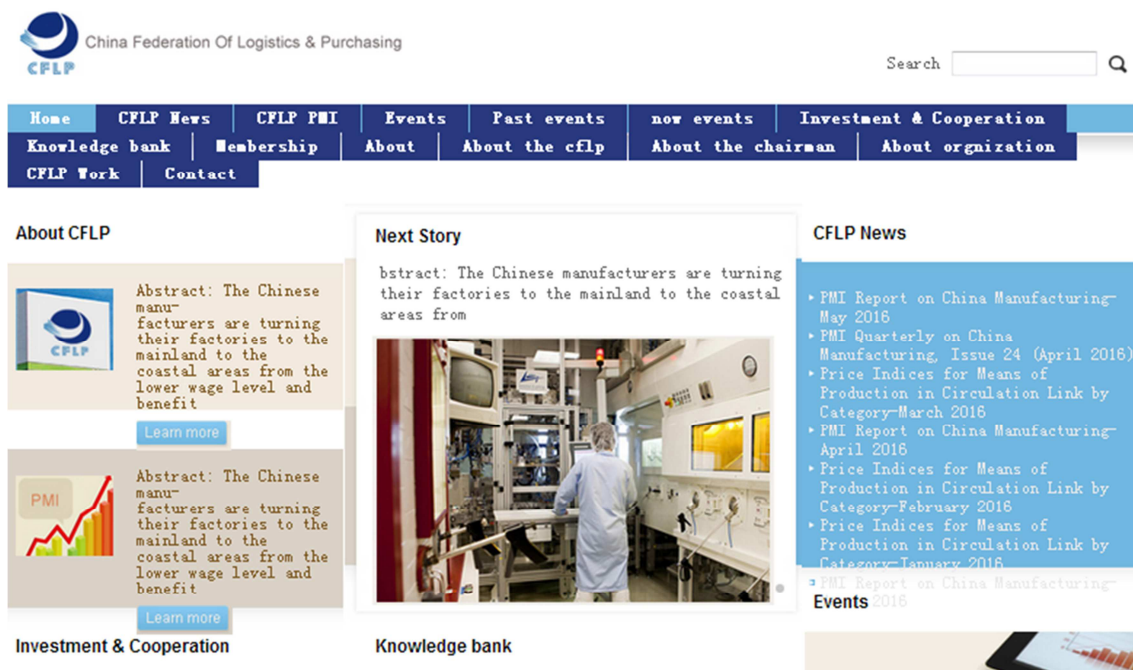 China Federation Of Logistics & Purchasing
CFLP
Search
Home CFLP News CFLP PMI Events Past events now events Investment & Cooperation
Knowledge bank Membership About About the cflp About the chairman About orgnization
CFLP Work Contact
About CFLP
CFLP
Abstract: The Chinese
manu-
facturers are turning
their factories to the
mainland to the
coastal areas from the
lower wage level and
benefit
Learn more
PMI
Abstract: The Chinese
manu-
facturers are turning
their factories to the
mainland to the
coastal areas from the
lower wage level and
benefit
Learn more
Investment & Cooperation
Next Story
bstract: The Chinese manufacturers are turning
their factories to the mainland to the coastal
areas from
Knowledge bank
CFLP News
PMI Report on China Manufacturing-
May 2016
PMI Quarterly on China
Manufacturing, Issue 24 (April 2016)
Price Indices for Means of
Production in Circulation Link by
Category-March 2016
PMI Report on China Manufacturing-
April 2016
Price Indices for Means of
Production in Circulation Link by
Category-February 2016
Price Indices for Means of
Production in Circulation Link by
Category-January 2016
PMI Report on China Manufacturing-
2016
Events